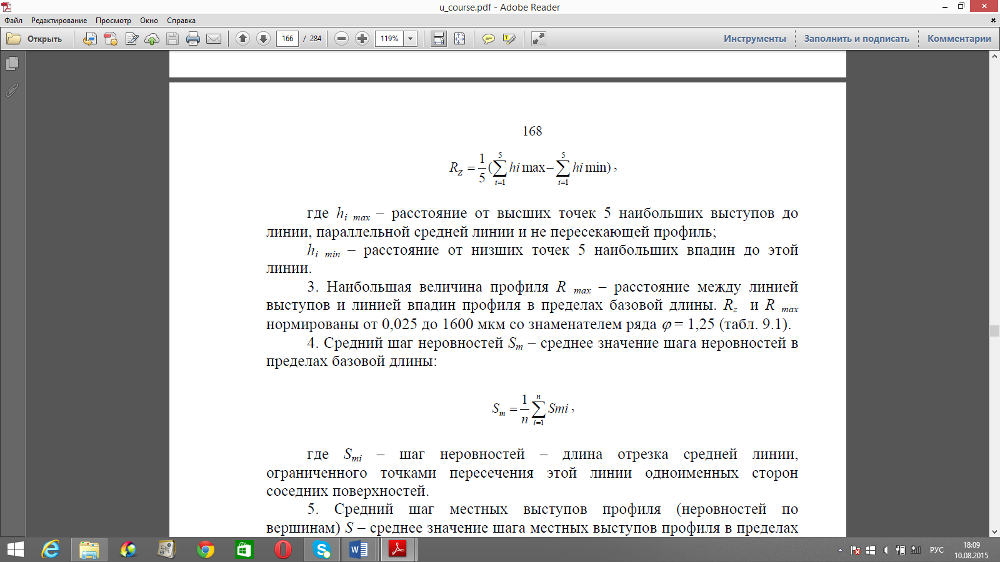 u_course.pdf - Adobe Reader
Файл Редактирование Просмотр Окно Справка
Открыть 166 / 284 119% Инструменты Заполнить и подписать Комментарии
168
R_Z = 1/5 (∑_{i=1}^{5} hi max − ∑_{i=1}^{5} hi min) ,
где h_{i max} – расстояние от высших точек 5 наибольших выступов до
линии, параллельной средней линии и не пересекающей профиль;
h_{i min} – расстояние от низших точек 5 наибольших впадин до этой
линии.
3. Наибольшая величина профиля R_{max} – расстояние между линией
выступов и линией впадин профиля в пределах базовой длины. R_z и R_{max}
нормированы от 0,025 до 1600 мкм со знаменателем ряда φ = 1,25 (табл. 9.1).
4. Средний шаг неровностей S_m – среднее значение шага неровностей в
пределах базовой длины:
S_m = 1/n ∑_{i=1}^{n} Smi ,
где S_{mi} – шаг неровностей – длина отрезка средней линии,
ограниченного точками пересечения этой линии одноименных сторон
соседних поверхностей.
5. Средний шаг местных выступов профиля (неровностей по
вершинам) S – среднее значение шага местных выступов профиля в пределах
РУС
18:09
10.08.2015